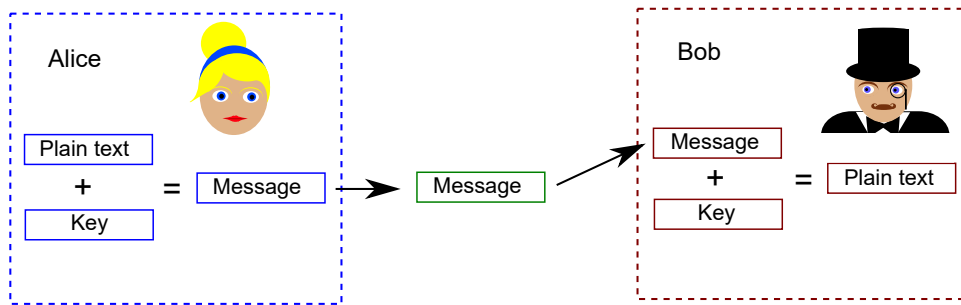 Alice
Plain text
+
Key
=
Message
Message
Bob
Message
+
Key
=
Plain text